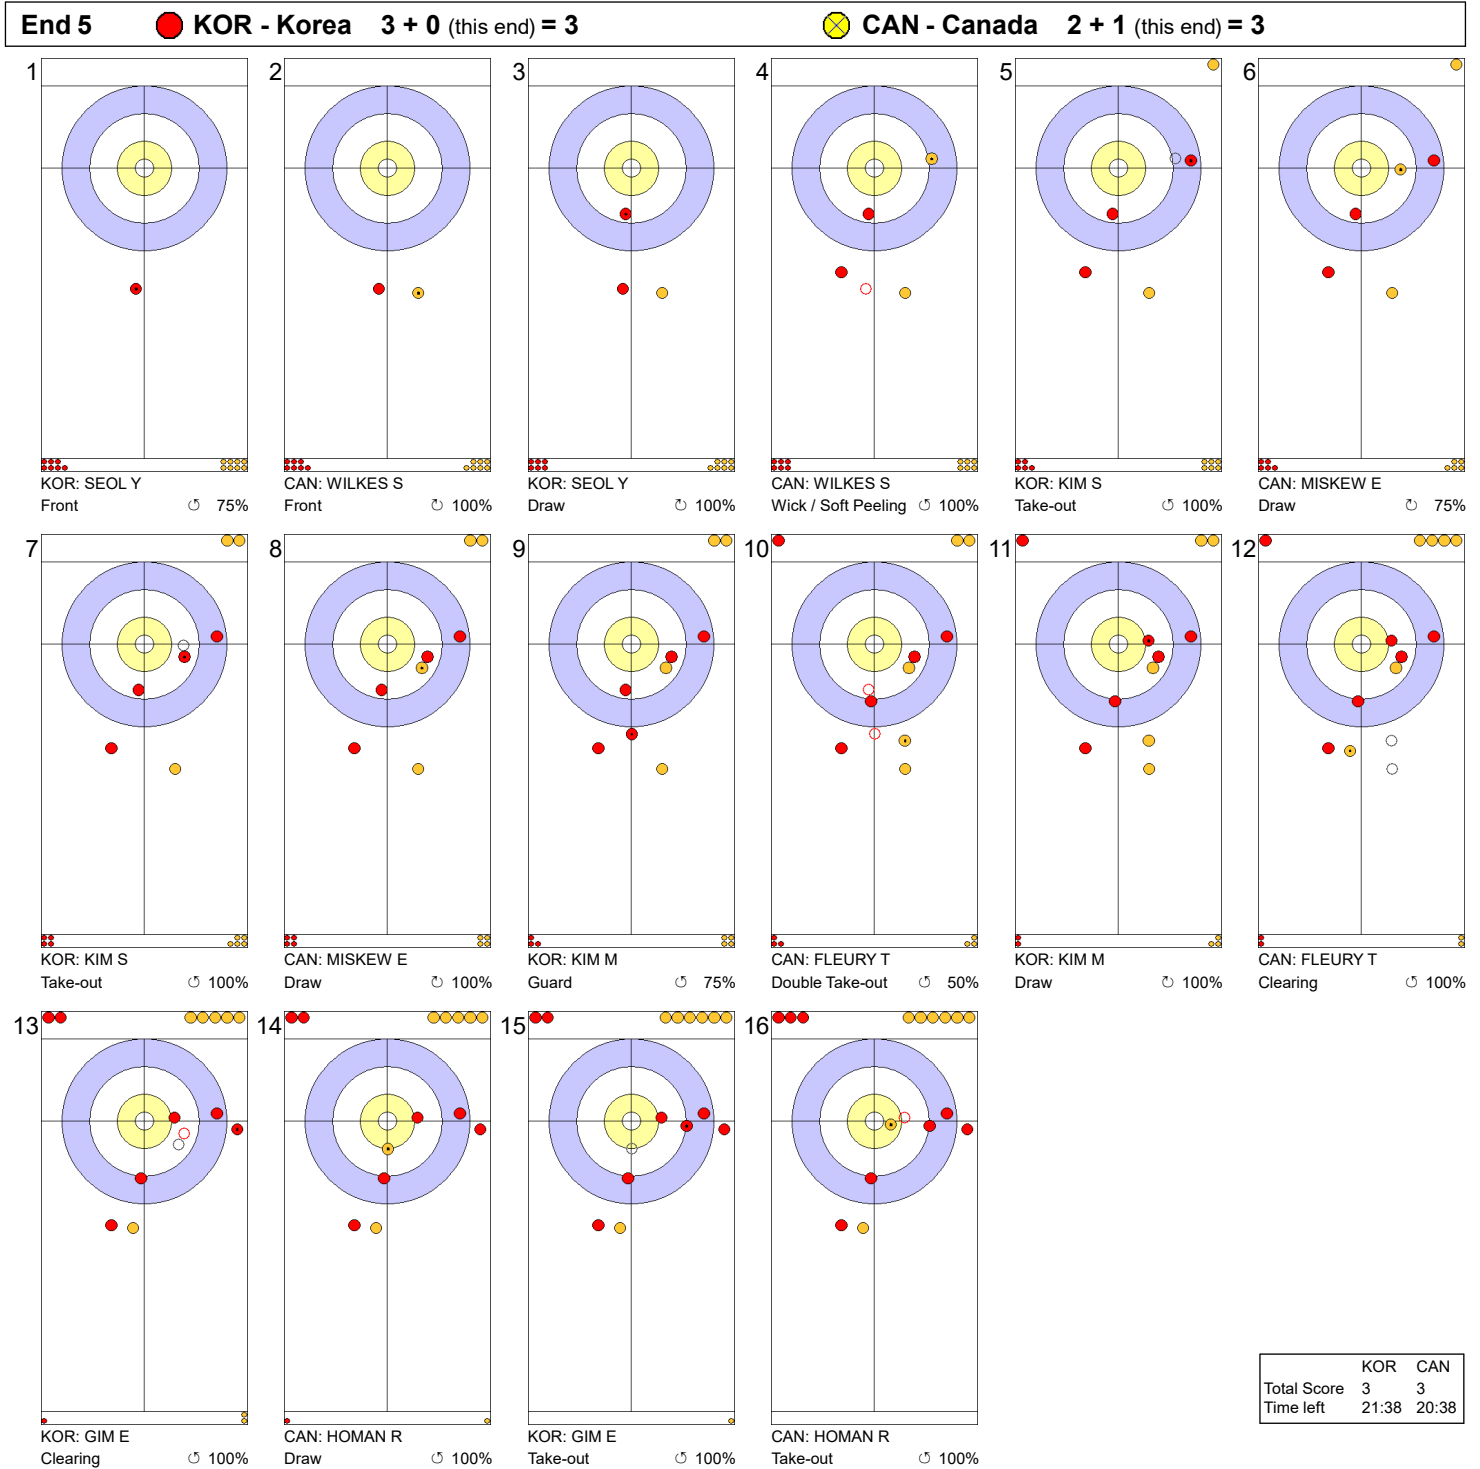 End 5 KOR - Korea 3 + 0 (this end) = 3 CAN - Canada 2 + 1 (this end) = 3
1 2 3 4 5 6
KOR: SEOL Y CAN: WILKES S KOR: SEOL Y CAN: WILKES S KOR: KIM S CAN: MISKEW E
Front ↺ 75% Front ↻ 100% Draw ↻ 100% Wick / Soft Peeling ↺ 100% Take-out ↺ 100% Draw ↻ 75%
7 8 9 10 11 12
KOR: KIM S CAN: MISKEW E KOR: KIM M CAN: FLEURY T KOR: KIM M CAN: FLEURY T
Take-out ↺ 100% Draw ↺ 100% Guard ↺ 75% Double Take-out ↺ 50% Draw ↻ 100% Clearing ↺ 100%
13 14 15 16
KOR: GIM E CAN: HOMAN R KOR: GIM E CAN: HOMAN R
Clearing ↺ 100% Draw ↺ 100% Take-out ↺ 100% Take-out ↺ 100%
KOR CAN
Total Score 3 3
Time left 21:38 20:38